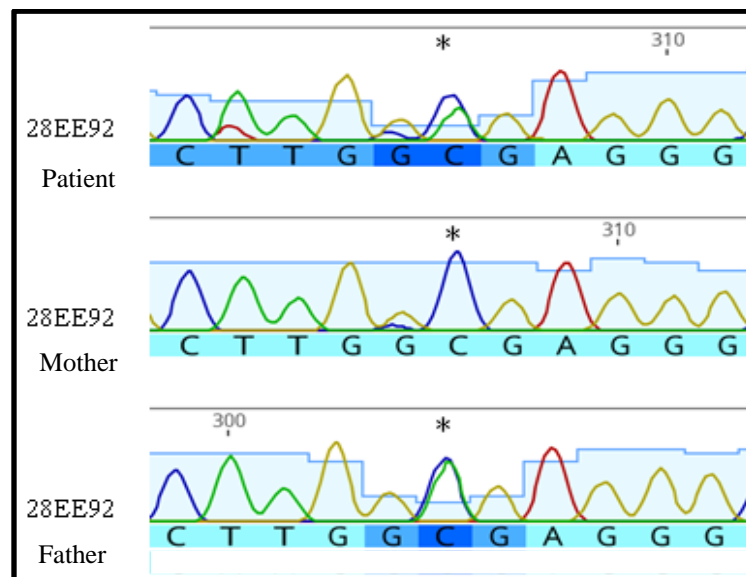 * 310
28EE92
Patient
C T T G G C G A G G G
* 310
28EE92
Mother
C T T G G C G A G G G
300 *
28EE92
Father
C T T G G C G A G G G